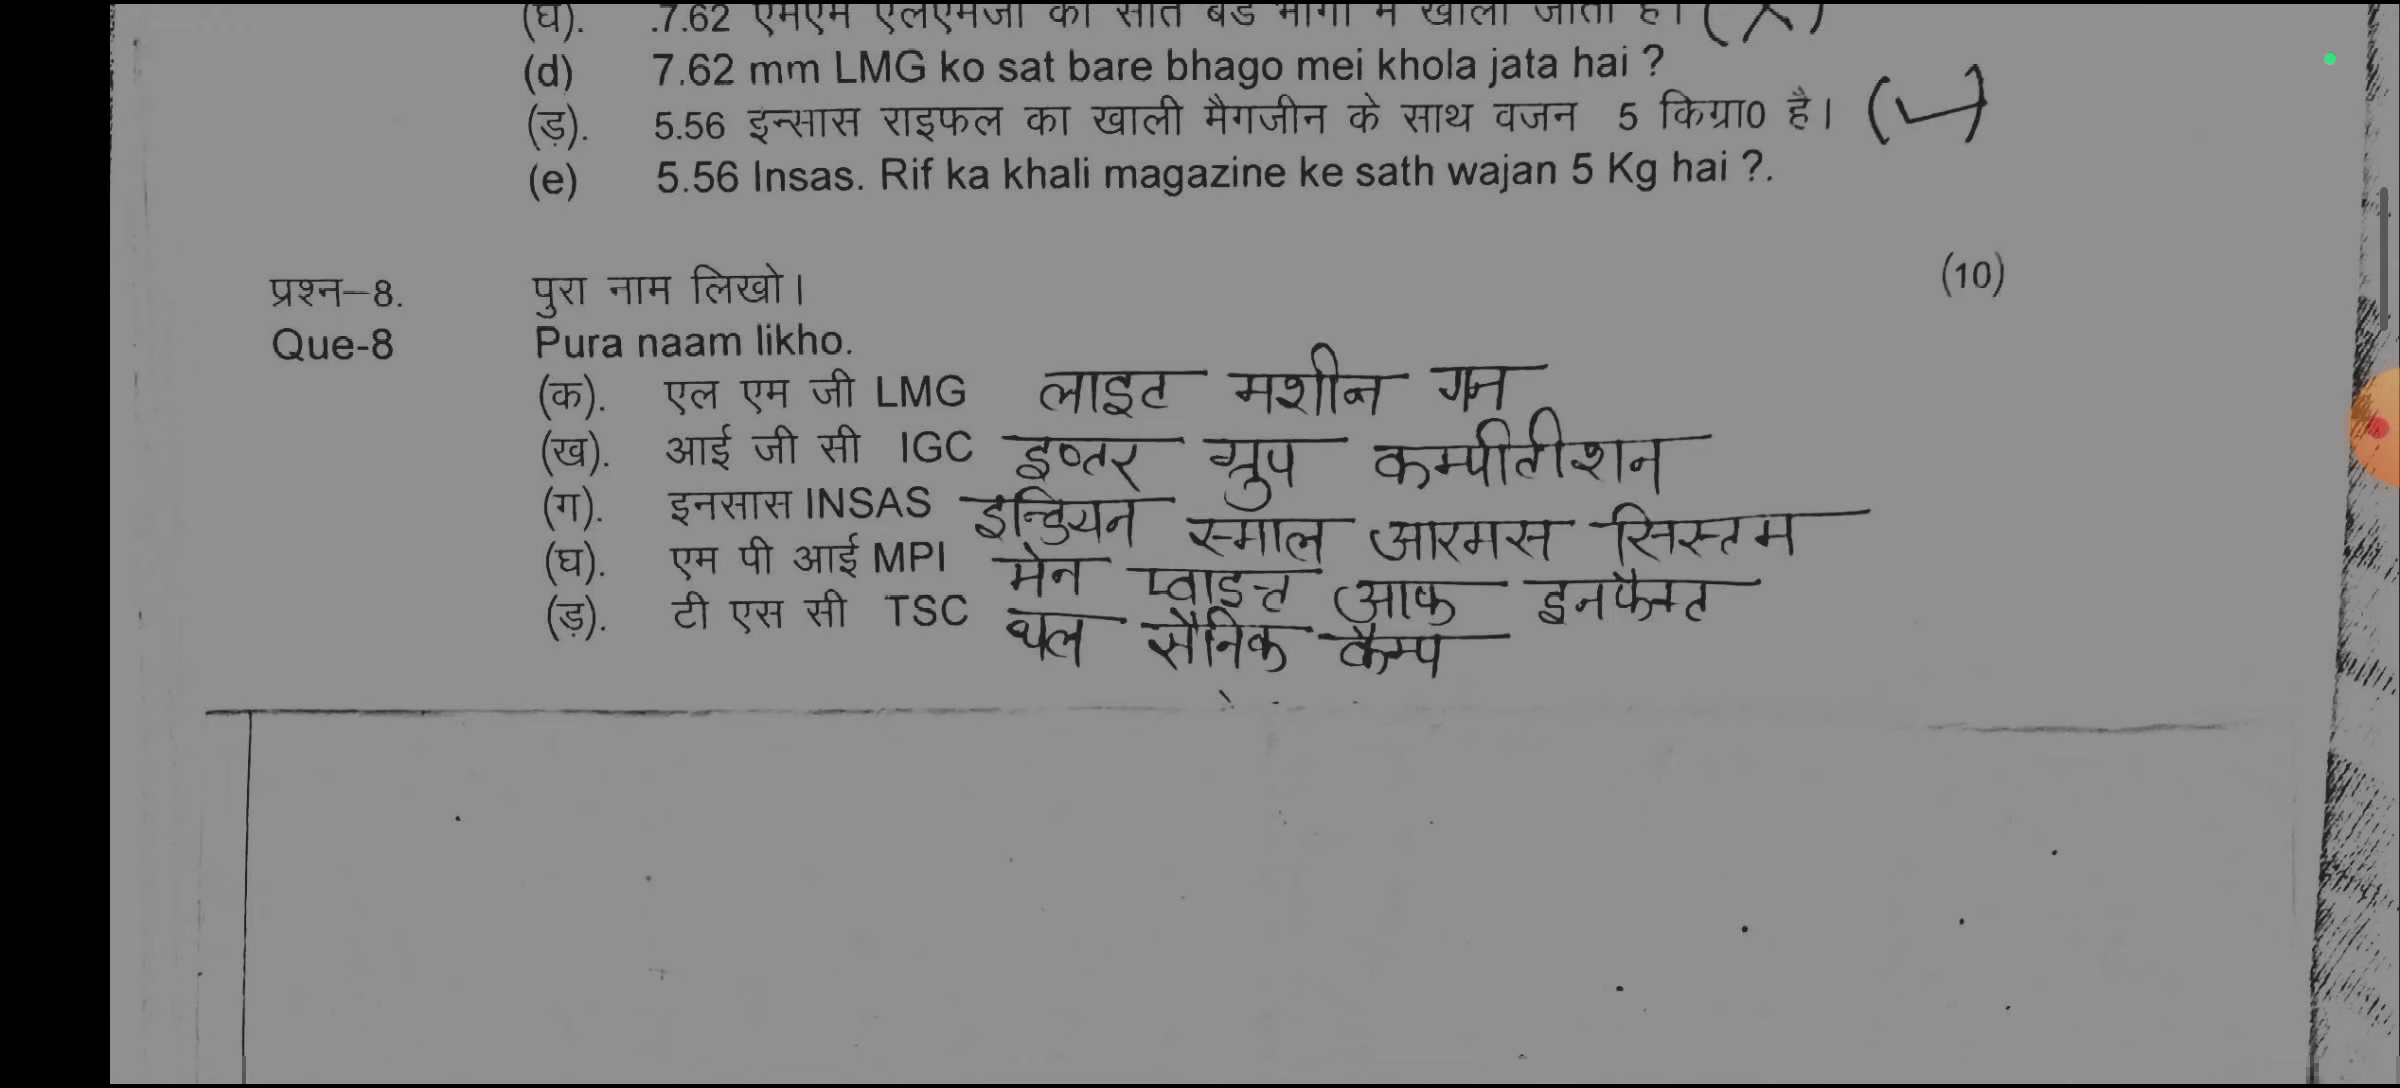 (घ). .7.62 एमएम एलएमजी को सात बडे भागो में खोला जाता है। (X)
(d) 7.62 mm LMG ko sat bare bhago mei khola jata hai ?
(ड़). 5.56 इन्सास राइफल का खाली मैगजीन के साथ वजन 5 किग्रा0 है। (✓)
(e) 5.56 Insas. Rif ka khali magazine ke sath wajan 5 Kg hai ?.
प्रश्न–8. पुरा नाम लिखो। (10)
Que-8 Pura naam likho.
(क). एल एम जी LMG लाइट मशीन गन
(ख). आई जी सी IGC इण्टर ग्रुप कम्पीटीशन
(ग). इनसास INSAS इन्डियन स्माल आरमस सिस्टम
(घ). एम पी आई MPI मेन प्वाइन्ट आफ इनफैक्ट
(ड़). टी एस सी TSC थल सैनिक कैम्प